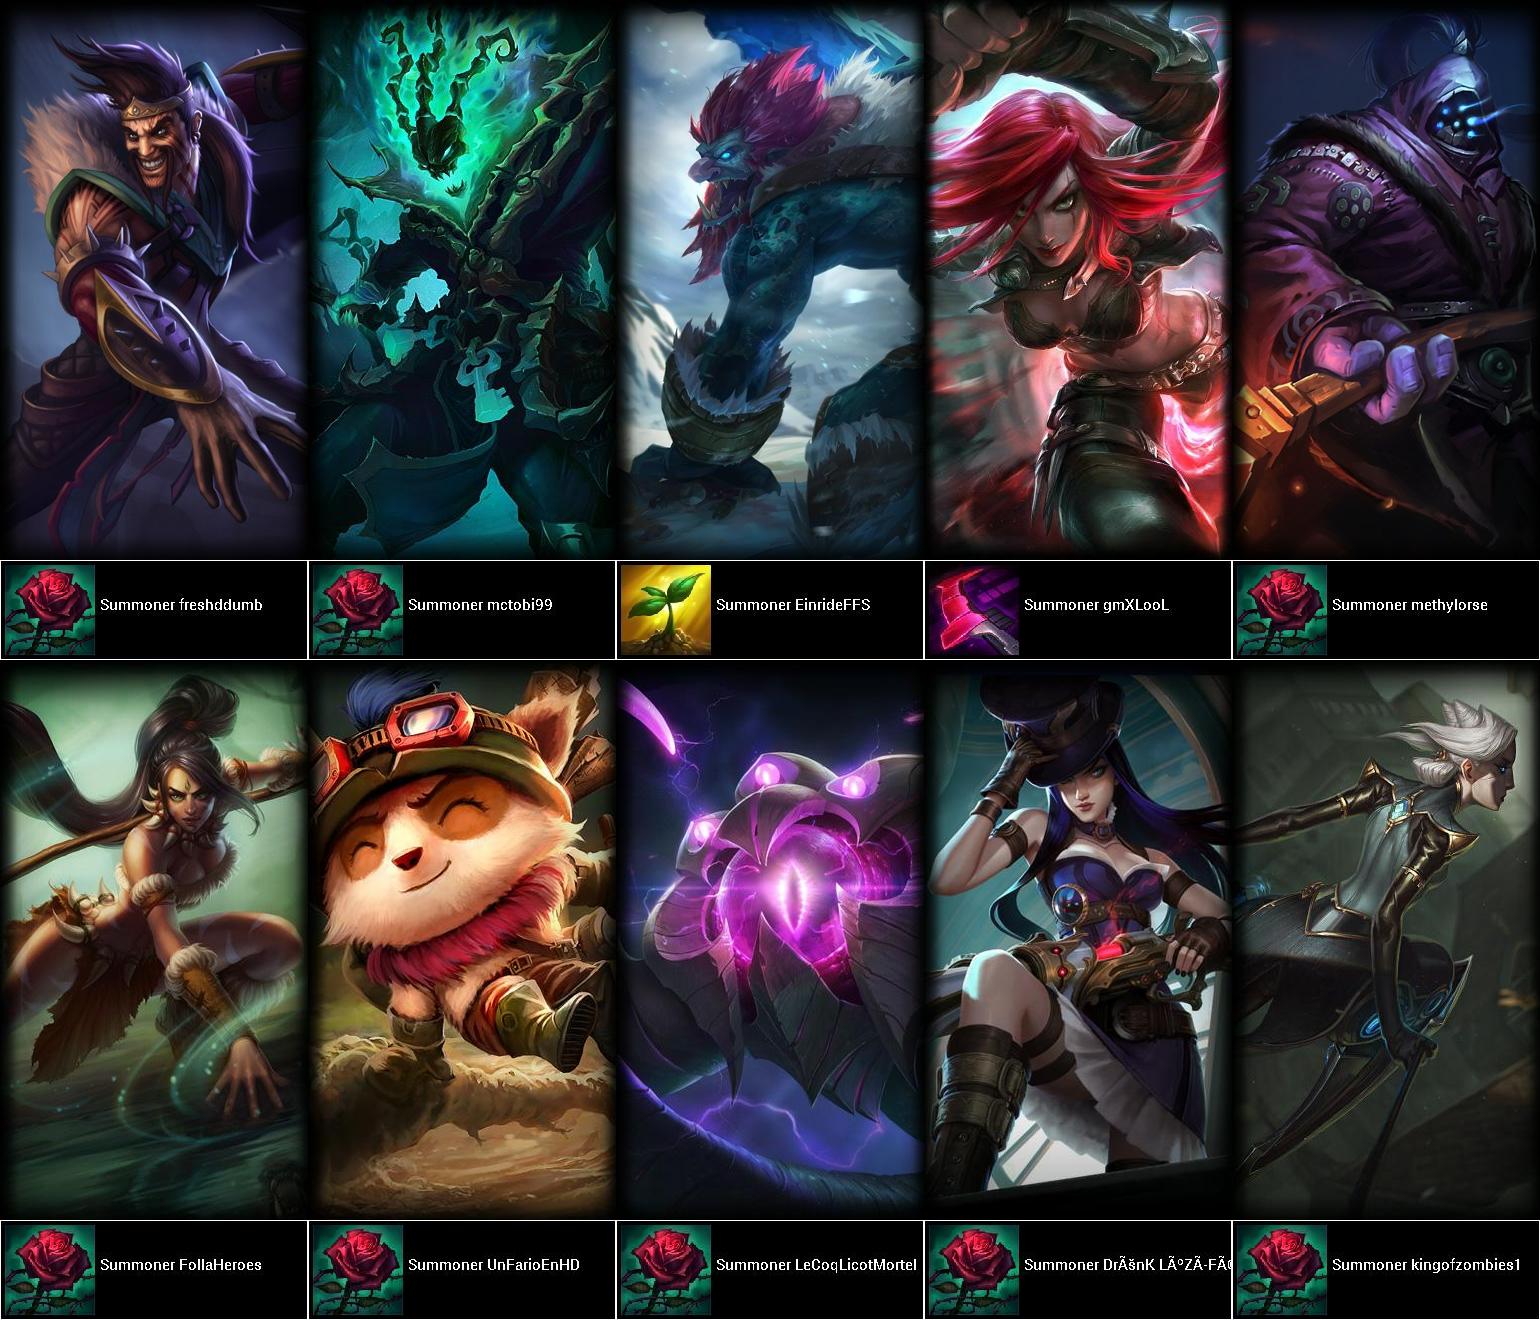 Summoner freshddumb
Summoner mctobi99
Summoner EinrideFFS
Summoner gmXLooL
Summoner methylorse
Summoner FollaHeroes
Summoner UnFarioEnHD
Summoner LeCoqLicotMortel
Summoner DrÃšnK LÃºZÃ-FÃ©
Summoner kingofzombies1